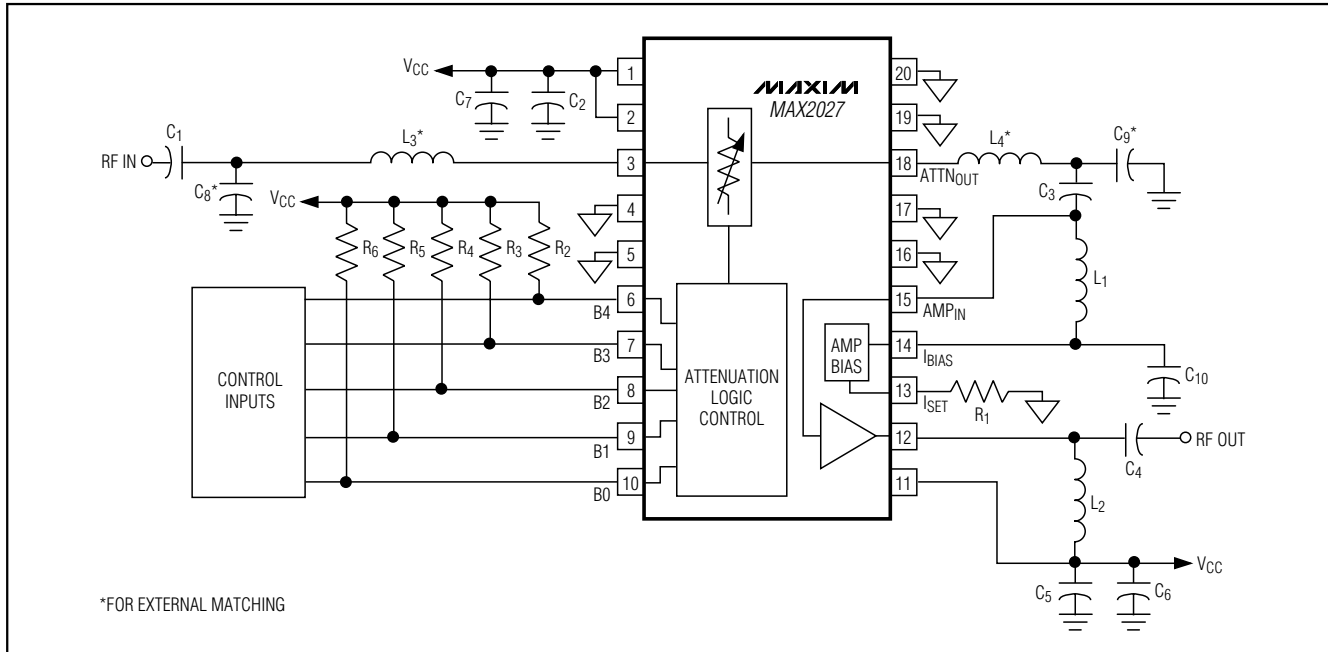 MAXIM
MAX2027
VCC
C7
C2
1
2
RF IN
C1
C8*
L3*
3
VCC
4
5
R6
R5
R4
R3
R2
CONTROL
INPUTS
B4
6
B3
7
B2
8
B1
9
B0
10
ATTENUATION
LOGIC
CONTROL
AMP
BIAS
20
19
18
ATTNOUT
L4*
C9*
C3
17
16
15
AMPIN
L1
14
IBIAS
C10
13
ISET
R1
12
C4
RF OUT
11
L2
VCC
C5
C6
*FOR EXTERNAL MATCHING